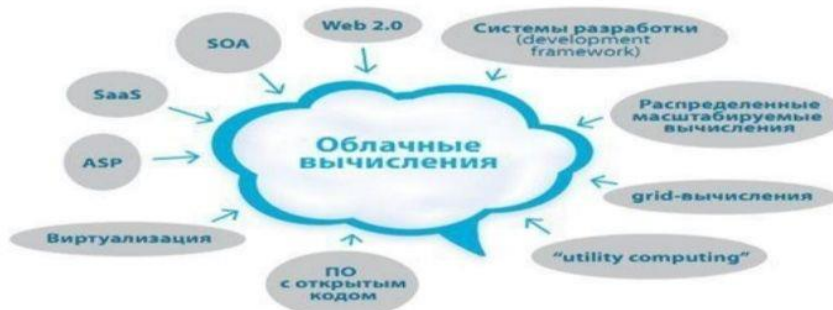 Web 2.0
SOA
Системы разработки
(development
framework)
SaaS
Распределенные
масштабируемые
вычисления
Облачные
вычисления
ASP
grid-вычисления
Виртуализация
"utility computing"
ПО
с открытым
кодом